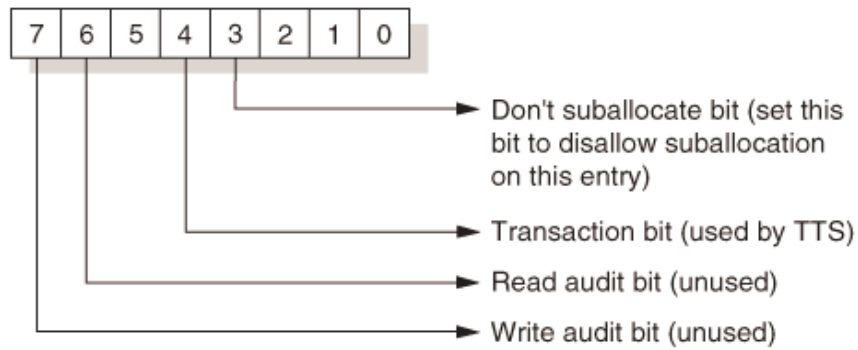 7 6 5 4 3 2 1 0
Don't suballocate bit (set this
bit to disallow suballocation
on this entry)
Transaction bit (used by TTS)
Read audit bit (unused)
Write audit bit (unused)